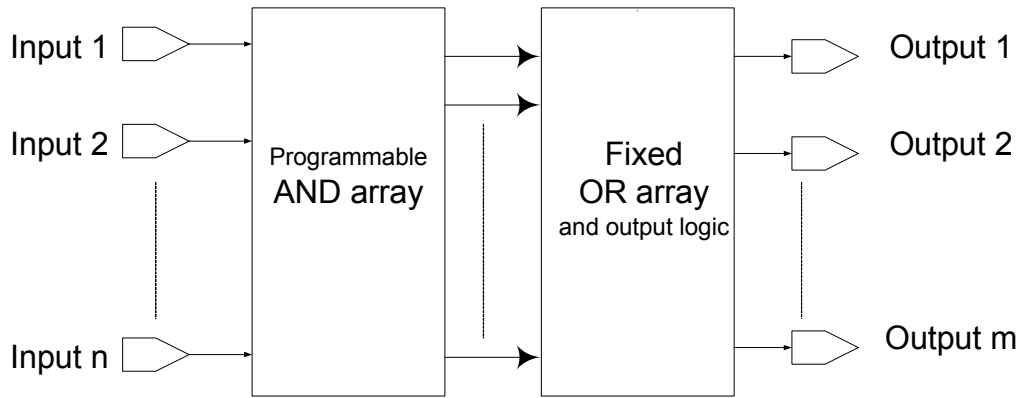 Input 1
Input 2
Input n
Programmable
AND array
Fixed
OR array
and output logic
Output 1
Output 2
Output m